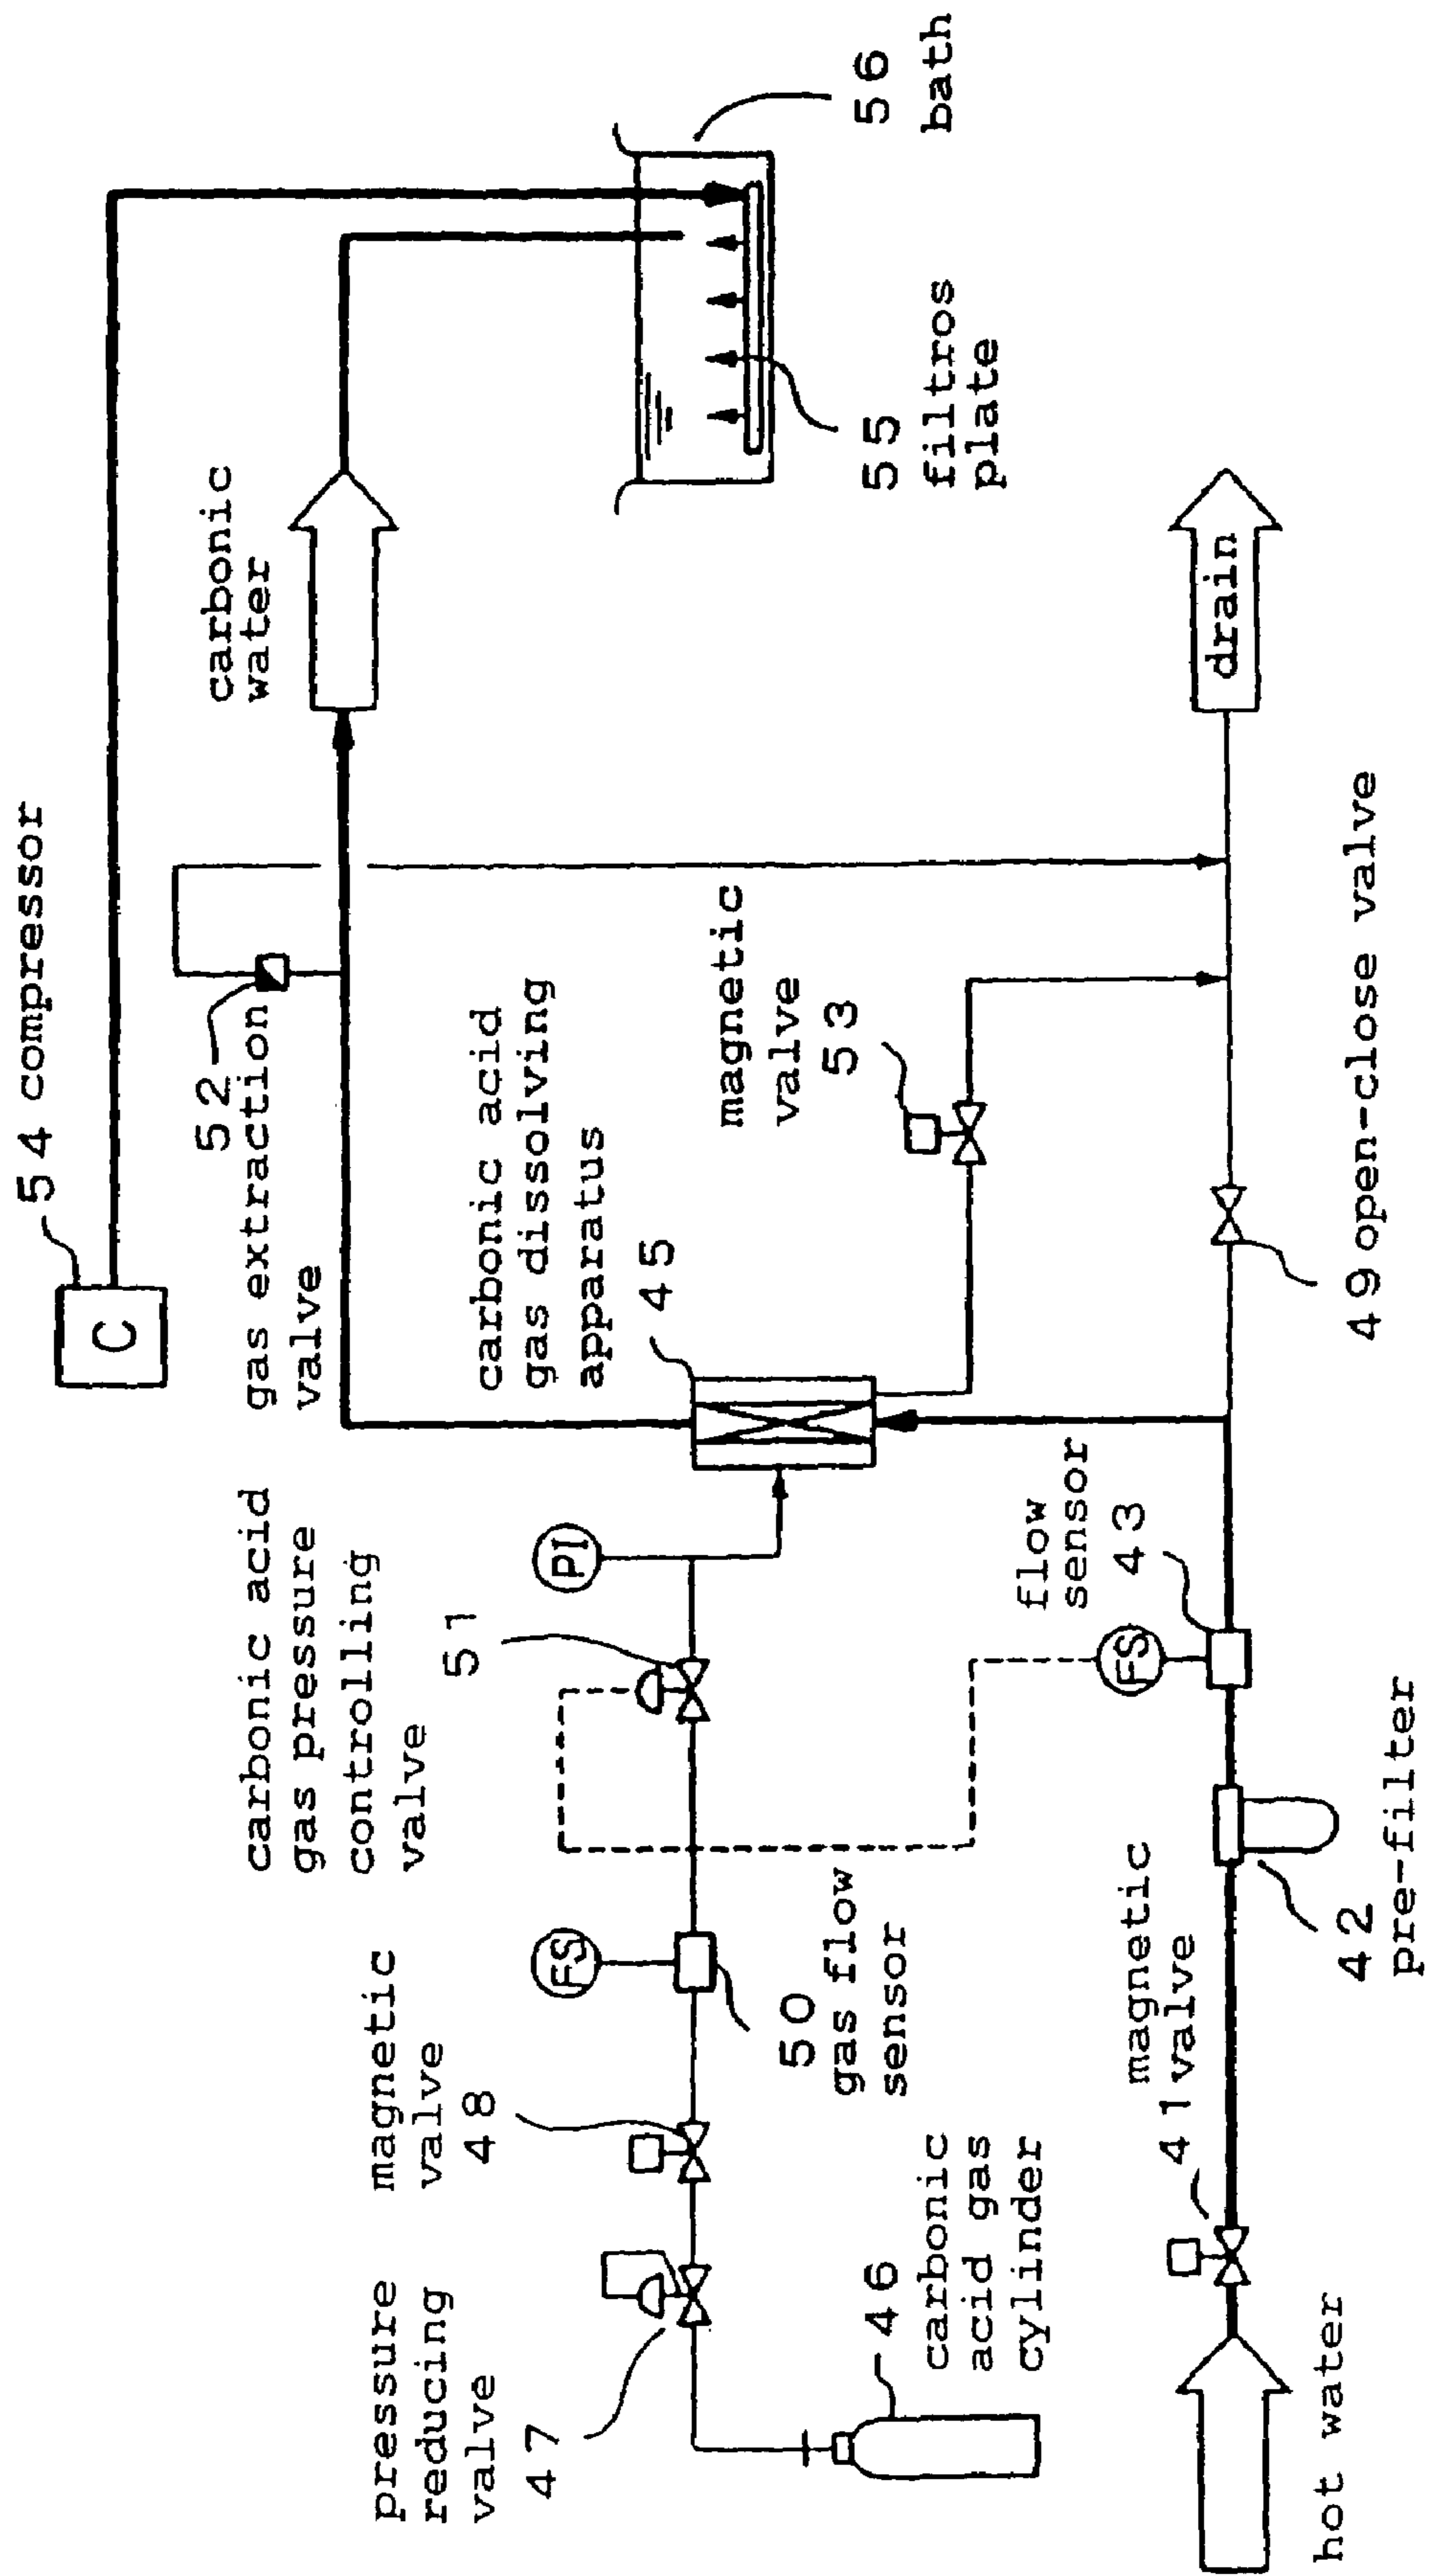 54 compressor
C
52
gas extraction
valve
carbonic
water
56
bath
55
filtros
plate
carbonic acid
gas dissolving
apparatus
45
magnetic
valve
53
drain
49 open-close valve
carbonic acid
gas pressure
controlling
valve
51
PI
flow
sensor
43
FS
pressure
reducing
valve
47
magnetic
valve
48
FS
50
gas flow
sensor
46
carbonic
acid gas
cylinder
magnetic
41 valve
42
pre-filter
hot water